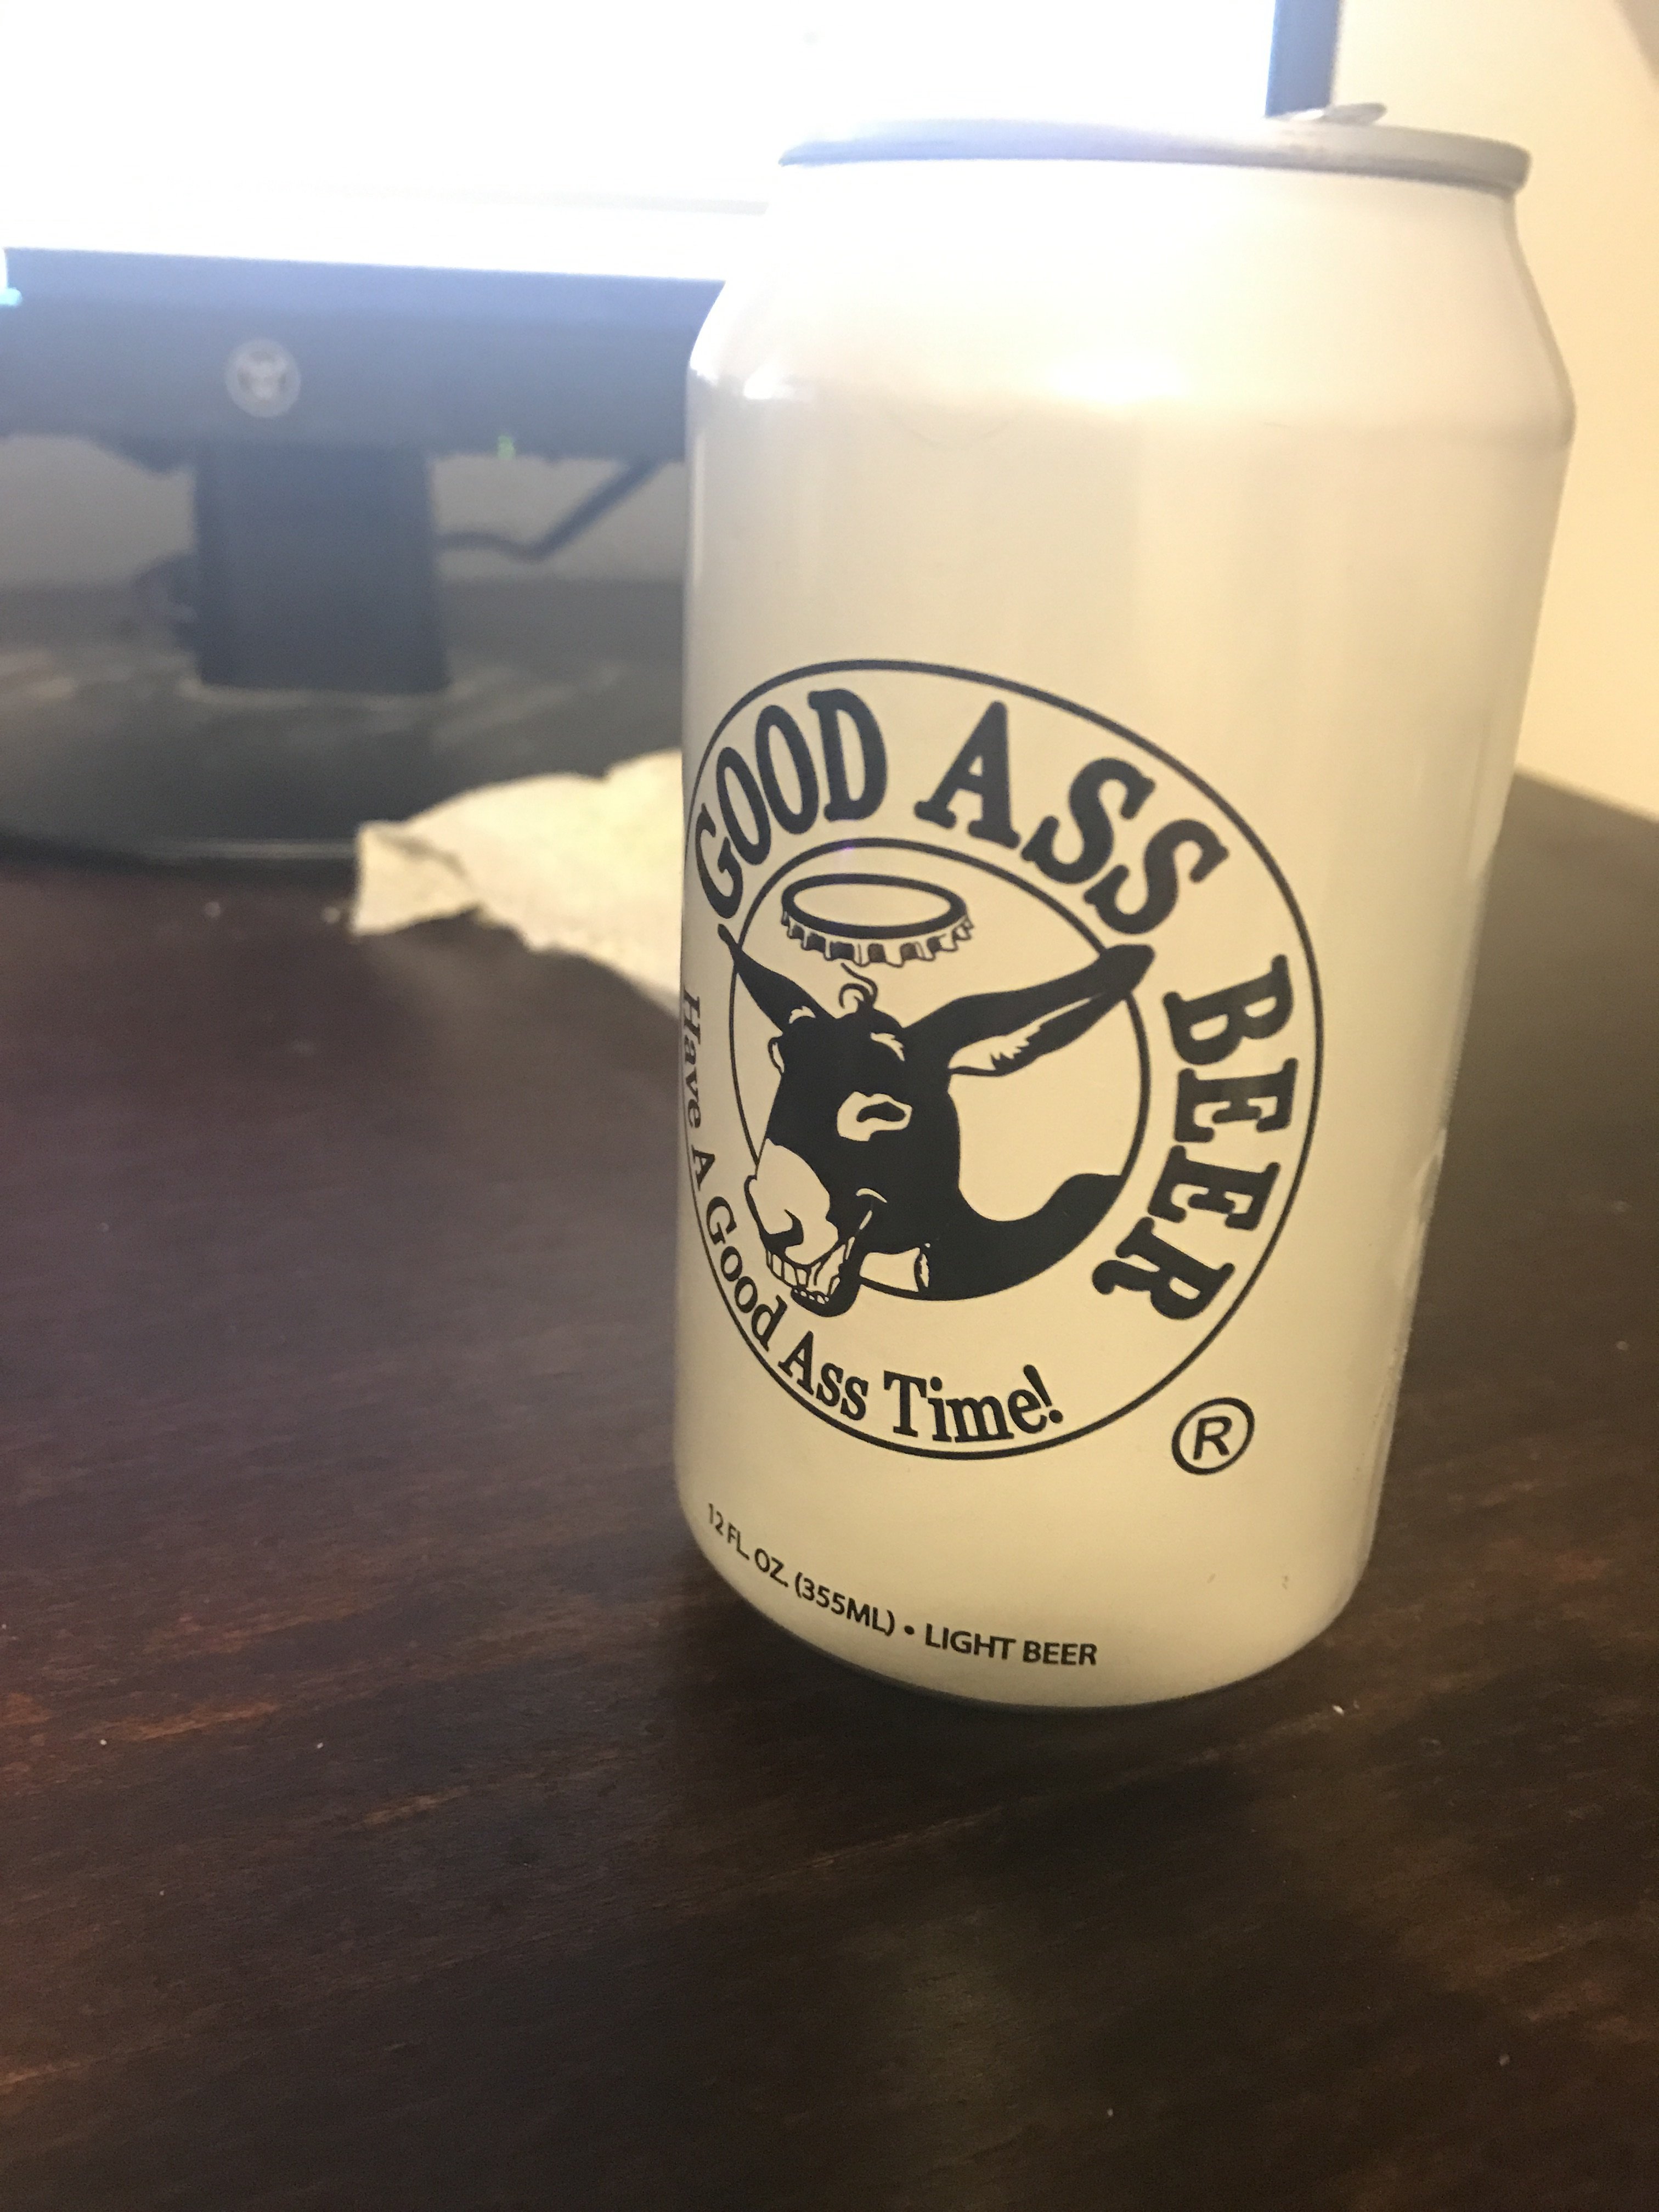 GOOD ASS BEER
Have A Good Ass Time!
®
12 FL. OZ. (355ML) • LIGHT BEER